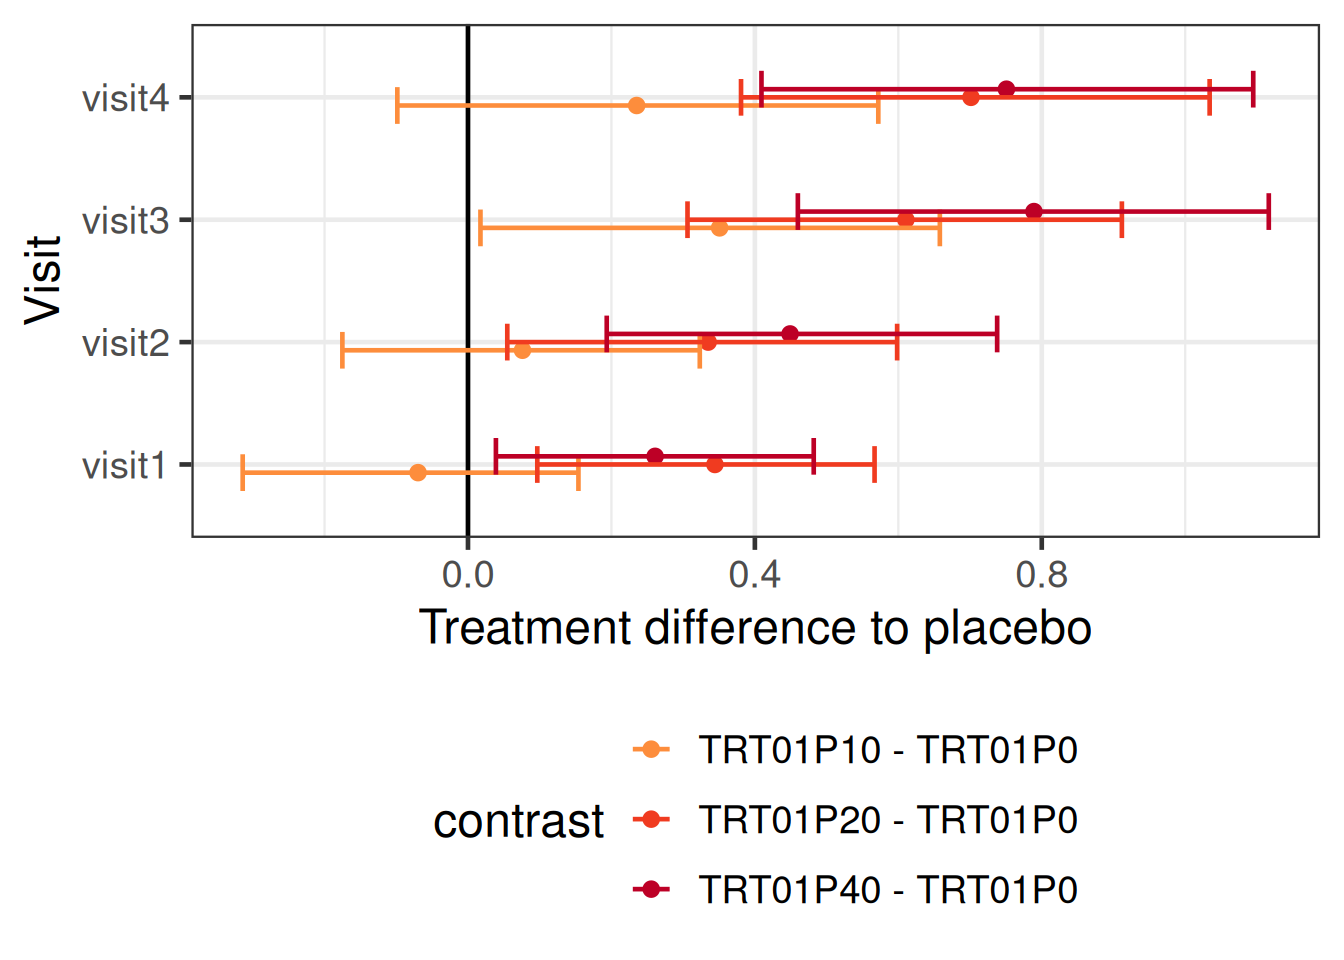 visit4
visit3
visit2
visit1
Visit
0.0 0.4 0.8
Treatment difference to placebo
contrast
TRT01P10 - TRT01P0
TRT01P20 - TRT01P0
TRT01P40 - TRT01P0